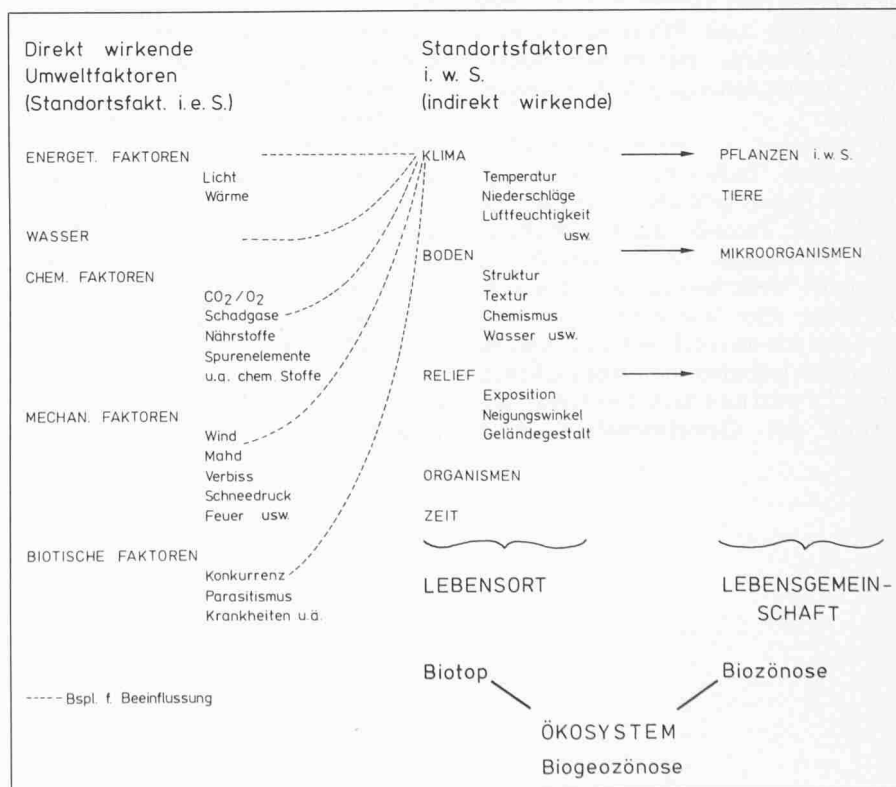 Direkt wirkende
Umweltfaktoren
(Standortsfakt. i.e.S.)
ENERGET. FAKTOREN
Licht
Wärme
WASSER
CHEM. FAKTOREN
CO2/O2
Schadgase
Nährstoffe
Spurenelemente
u.a. chem. Stoffe
MECHAN. FAKTOREN
Wind
Mahd
Verbiss
Schneedruck
Feuer usw.
BIOTISCHE FAKTOREN
Konkurrenz
Parasitismus
Krankheiten u.ä.
Bspl. f. Beeinflussung
Standortsfaktoren
i. w. S.
(indirekt wirkende)
KLIMA
Temperatur
Niederschläge
Luftfeuchtigkeit
usw.
BODEN
Struktur
Textur
Chemismus
Wasser usw.
RELIEF
Exposition
Neigungswinkel
Geländegestalt
ORGANISMEN
ZEIT
LEBENSORT
Biotop
PFLANZEN i.w.S.
TIERE
MIKROORGANISMEN
LEBENSGEMEIN-
SCHAFT
Biozönose
ÖKOSYSTEM
Biogeozönose